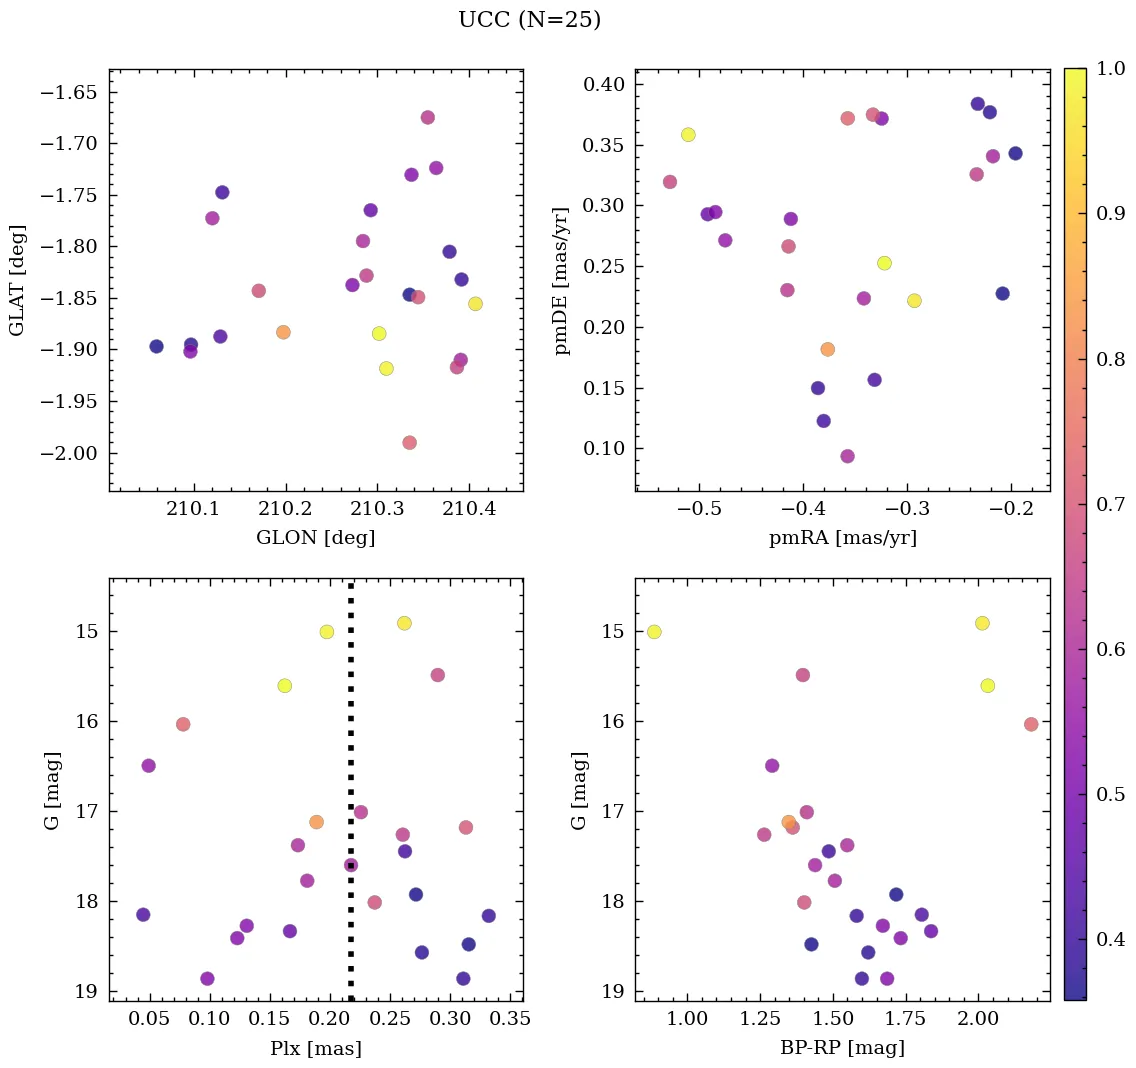 UCC (N=25)
−1.65
−1.70
−1.75
−1.80
−1.85
−1.90
−1.95
−2.00
GLAT [deg]
210.1 210.2 210.3 210.4
GLON [deg]
0.40
0.35
0.30
0.25
0.20
0.15
0.10
pmDE [mas/yr]
−0.5 −0.4 −0.3 −0.2
pmRA [mas/yr]
15
16
17
18
19
G [mag]
0.05 0.10 0.15 0.20 0.25 0.30 0.35
Plx [mas]
15
16
17
18
19
G [mag]
1.00 1.25 1.50 1.75 2.00
BP-RP [mag]
1.0
0.9
0.8
0.7
0.6
0.5
0.4